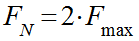 F_N = 2·F_max